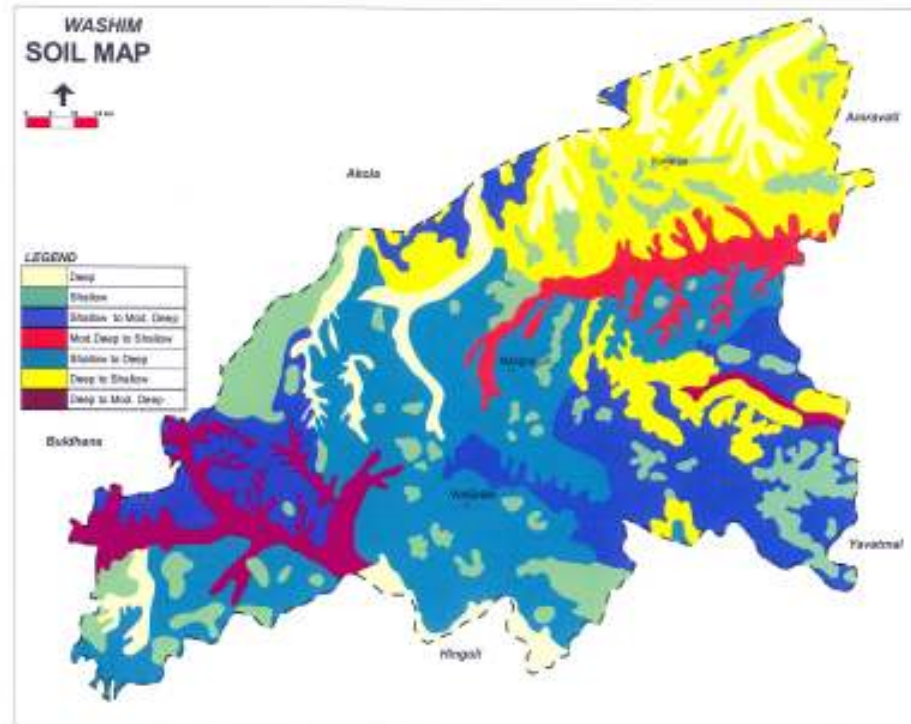 WASHIM
SOIL MAP
Amravati
Akola
LEGEND
Deep
Shallow
Shallow to Mod. Deep
Mod.Deep to Shallow
Shallow to Deep
Deep to Shallow
Deep to Mod. Deep
Buldhana
Yavatmal
Hingoli